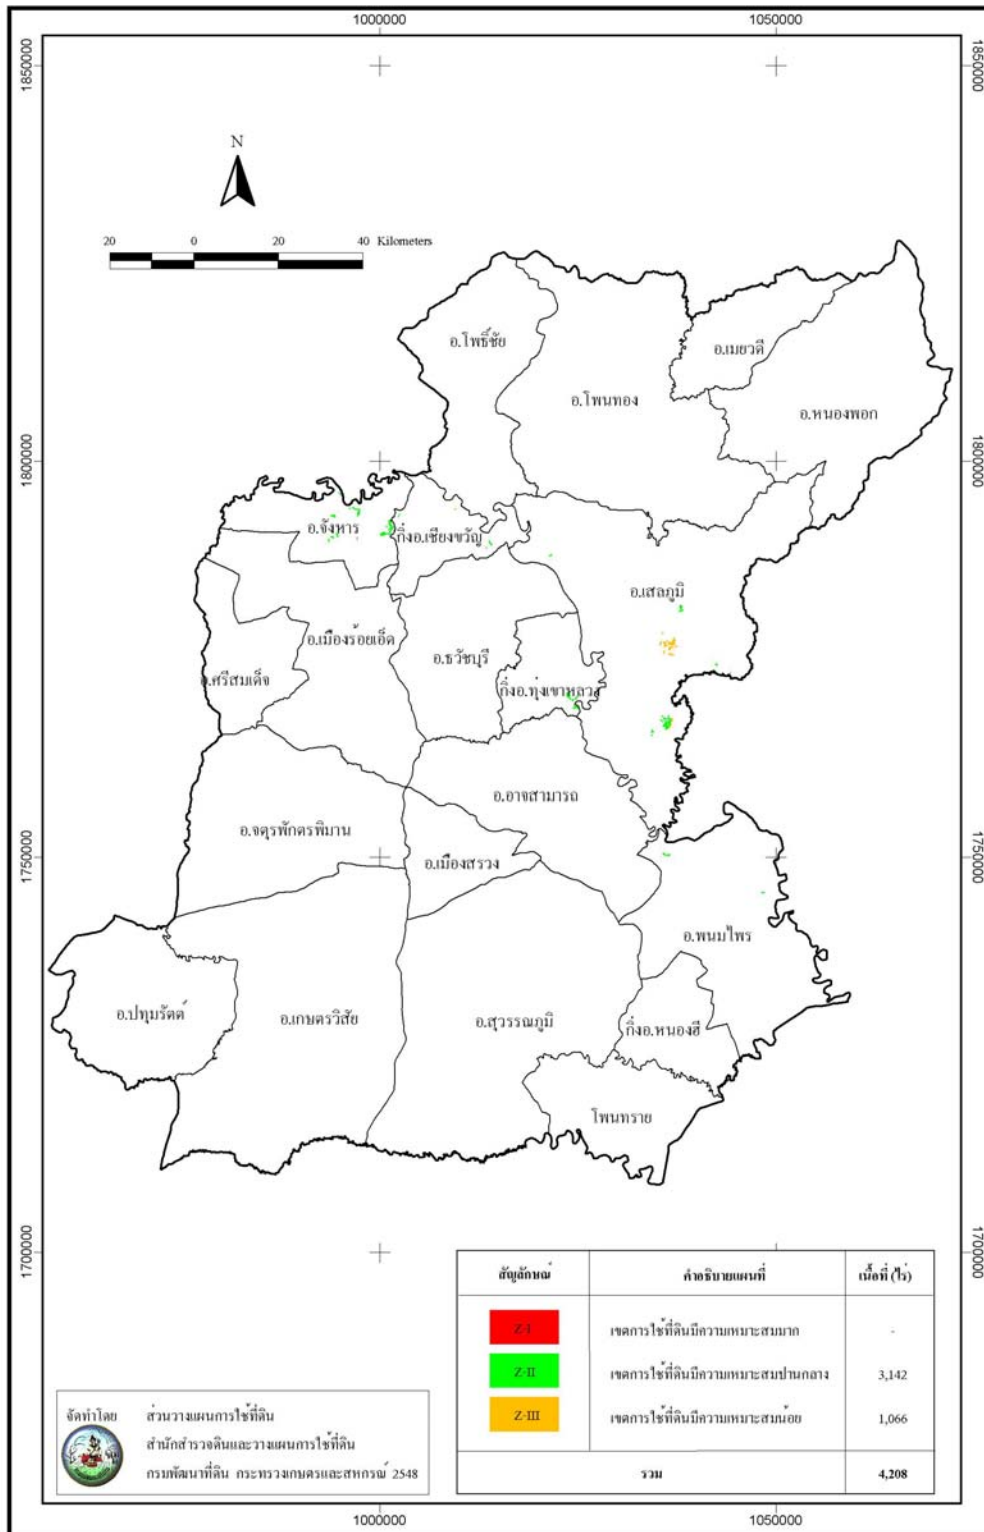 1000000 1050000
1850000 1850000
N
20 0 20 40 Kilometers
อ.โพธิ์ชัย
อ.เมยวดี
อ.โพนทอง
อ.หนองพอก
1800000 1800000
อ.จังหาร
กิ่งอ.เชียงขวัญ
อ.เสลภูมิ
อ.เมืองร้อยเอ็ด
อ.ธวัชบุรี
อ.ศรีสมเด็จ
กิ่งอ.ทุ่งเขาหลวง
อ.อาจสามารถ
อ.จตุรพักตรพิมาน
1750000 1750000
อ.เมืองสรวง
อ.พนมไพร
อ.ปทุมรัตต์
อ.เกษตรวิสัย
อ.สุวรรณภูมิ
กิ่งอ.หนองฮี
โพนทราย
1700000 1700000
สัญลักษณ์ คำอธิบายแผนที่ เนื้อที่ (ไร่)
Z-I เขตการใช้ที่ดินมีความเหมาะสมมาก -
Z-II เขตการใช้ที่ดินมีความเหมาะสมปานกลาง 3,142
Z-III เขตการใช้ที่ดินมีความเหมาะสมน้อย 1,066
รวม 4,208
จัดทำโดย ส่วนวางแผนการใช้ที่ดิน
สำนักสำรวจดินและวางแผนการใช้ที่ดิน
กรมพัฒนาที่ดิน กระทรวงเกษตรและสหกรณ์ 2548
1000000 1050000